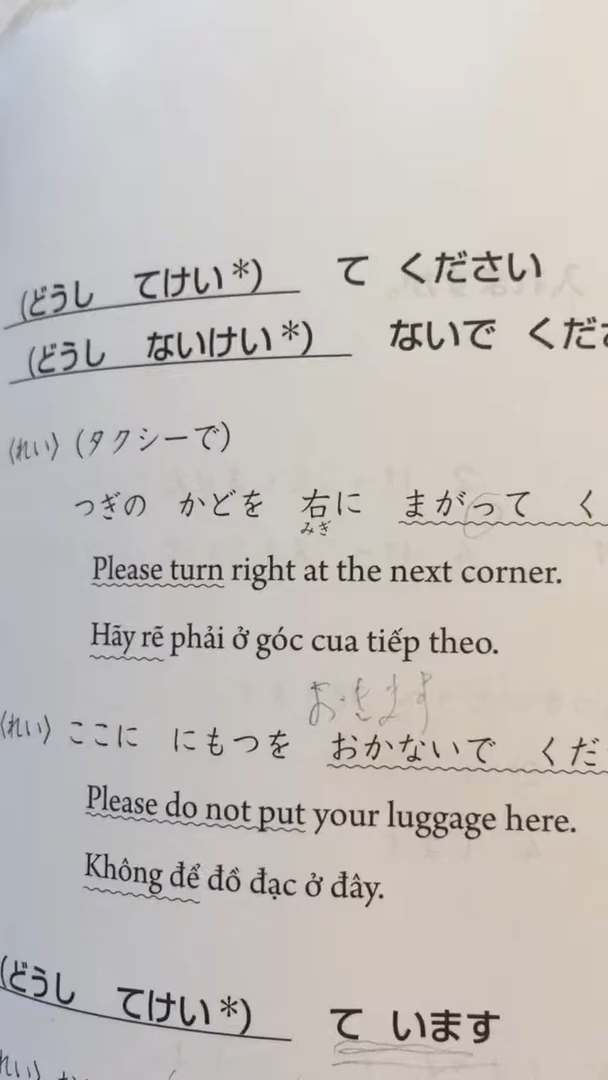 (どうし てけい*) て ください
(どうし ないけい*) ないで くださ
〈れい〉 (タクシーで)
つぎの かどを 右に まがって く
みぎ
Please turn right at the next corner.
Hãy rẽ phải ở góc cua tiếp theo.
おきます
〈れい〉 ここに にもつを おかないで くだ
Please do not put your luggage here.
Không để đồ đạc ở đây.
(どうし てけい*) て います
れい〉